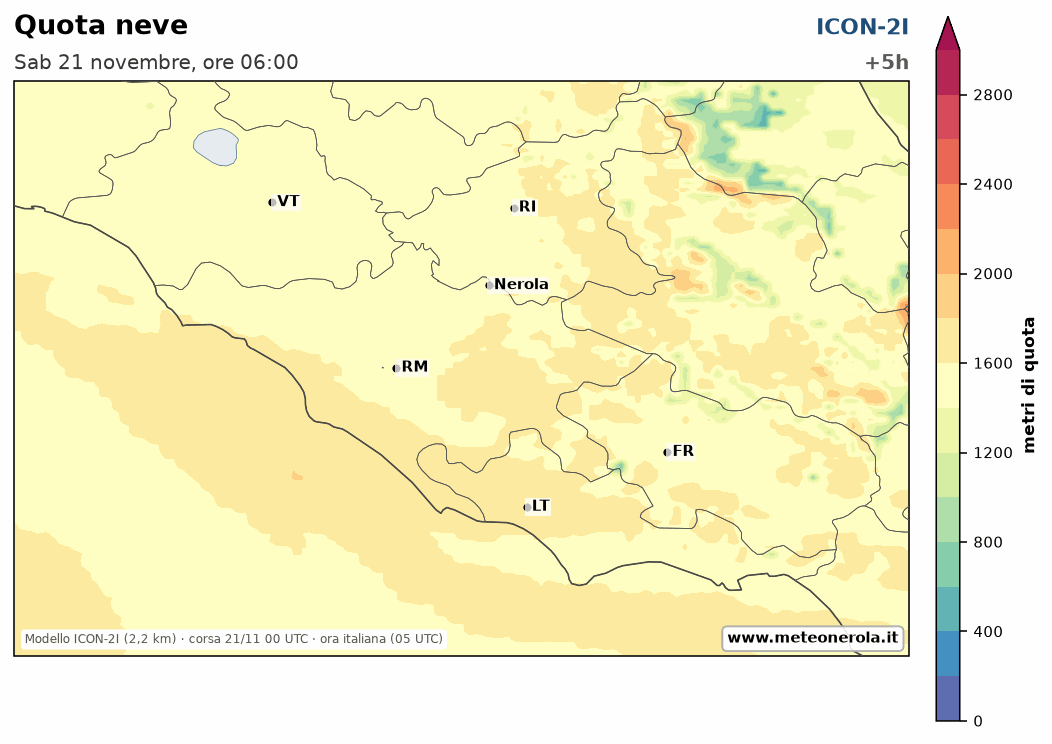 Quota neve
ICON-2I
Sab 21 novembre, ore 06:00
+5h
VT
RI
Nerola
RM
FR
LT
2800
2400
2000
1600
1200
800
400
0
metri di quota
Modello ICON-2I (2,2 km) · corsa 21/11 00 UTC · ora italiana (05 UTC)
www.meteonerola.it